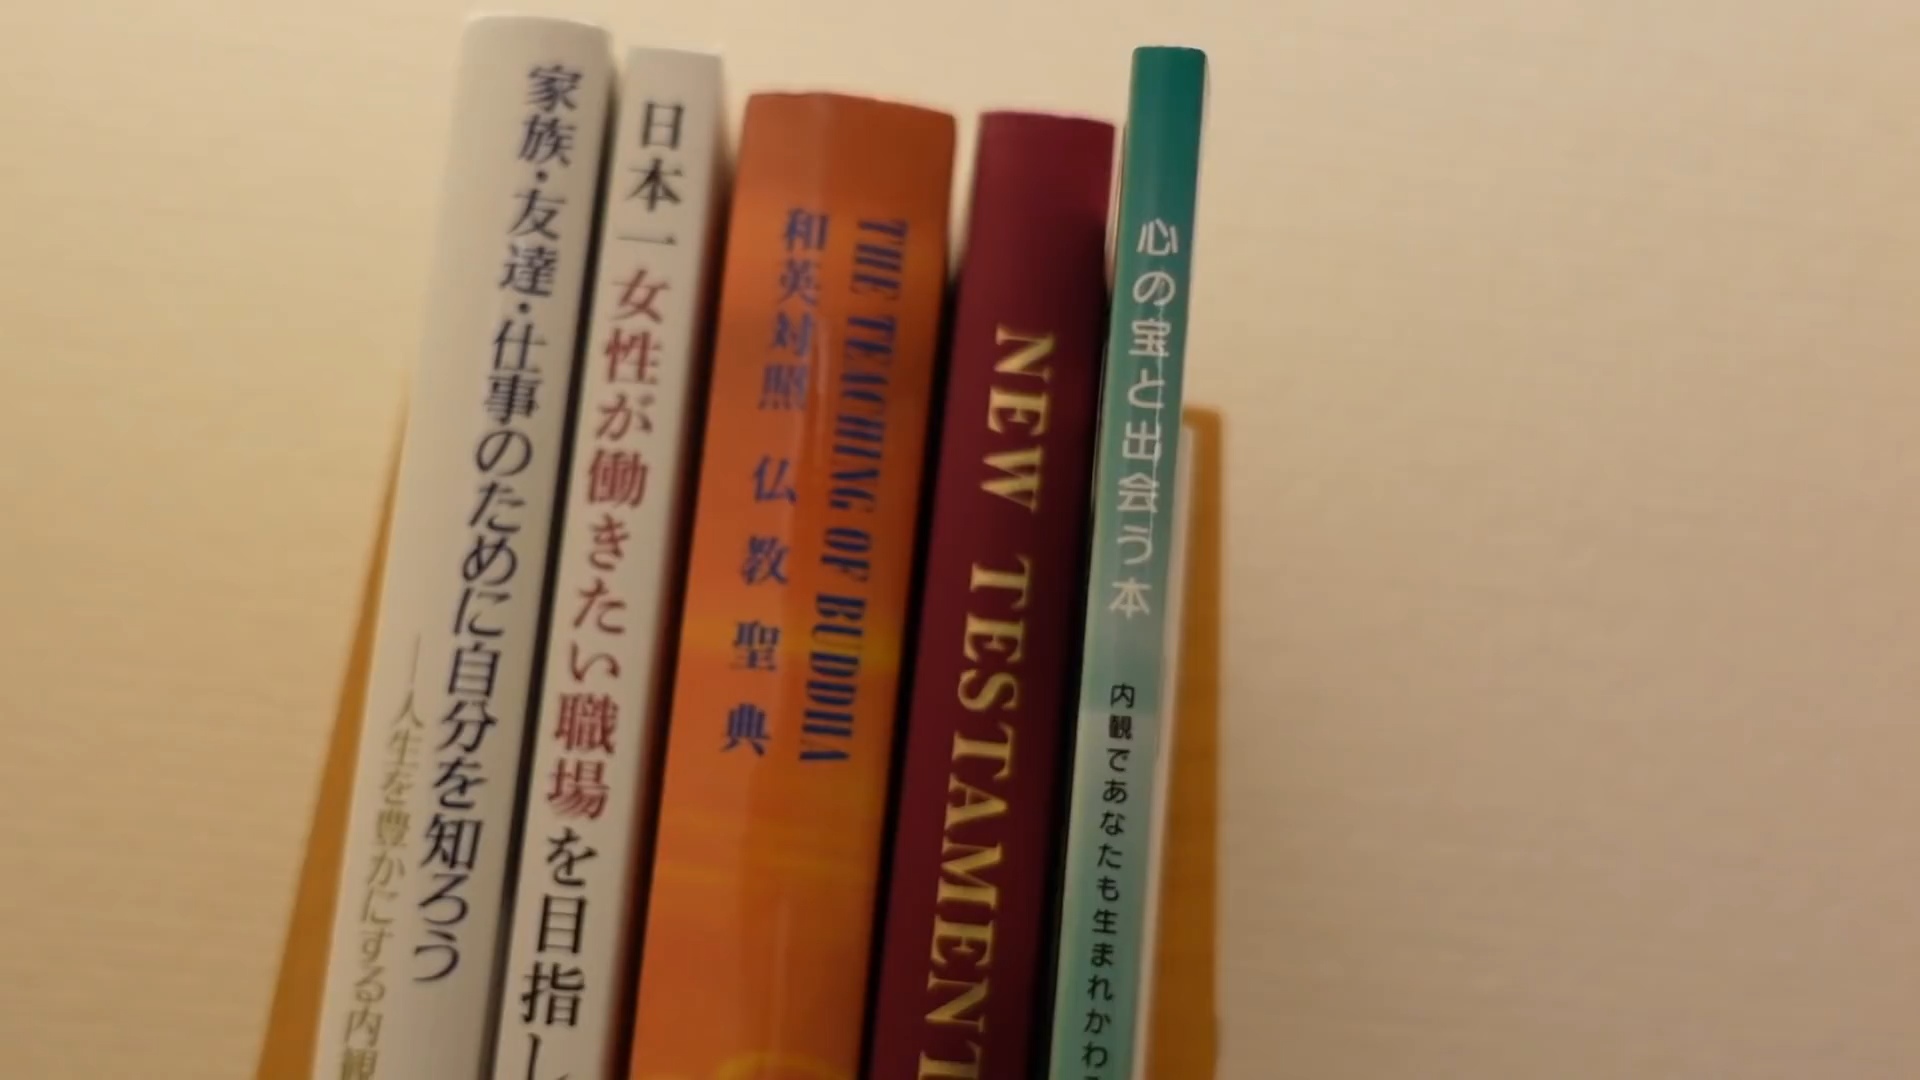 家族・友達・仕事のために自分を知ろう
――人生を豊かにする内観
日本一女性が働きたい職場を目指し
THE TEACHING OF BUDDHA
和英対照 仏教聖典
NEW TESTAMENT
心の宝と出会う本
内観であなたも生まれかわ